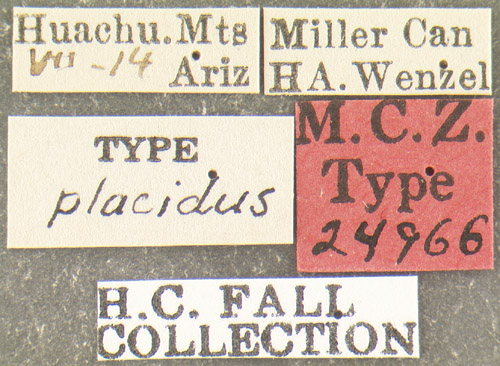 Huachu. Mts
VII-14 Ariz
Miller Can
HA. Wenzel
TYPE
placidus
M. C. Z.
Type
24966
H. C. FALL
COLLECTION